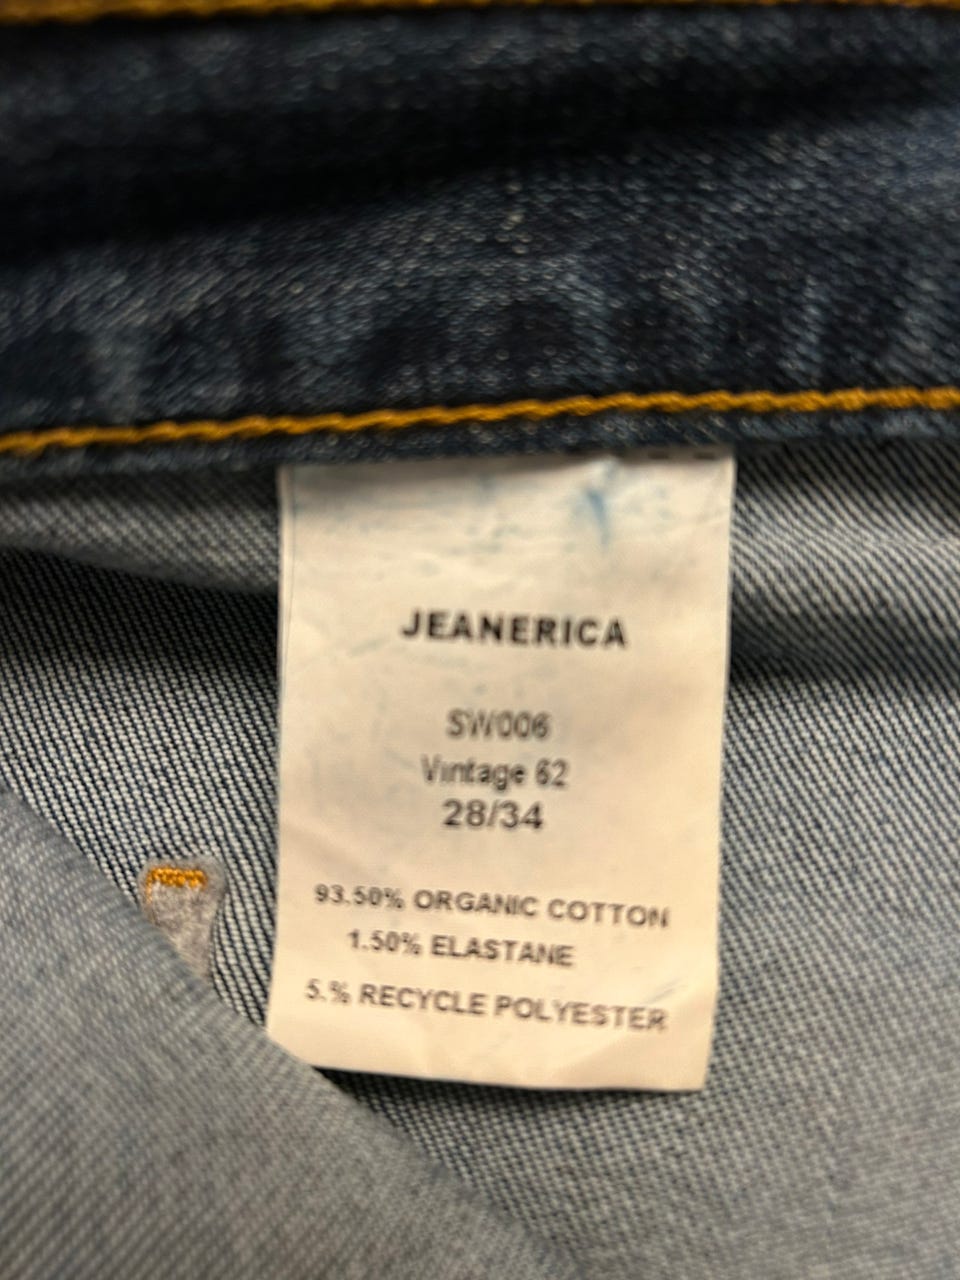 JEANERICA
SW006
Vintage 62
28/34
93.50% ORGANIC COTTON
1.50% ELASTANE
5.% RECYCLE POLYESTER